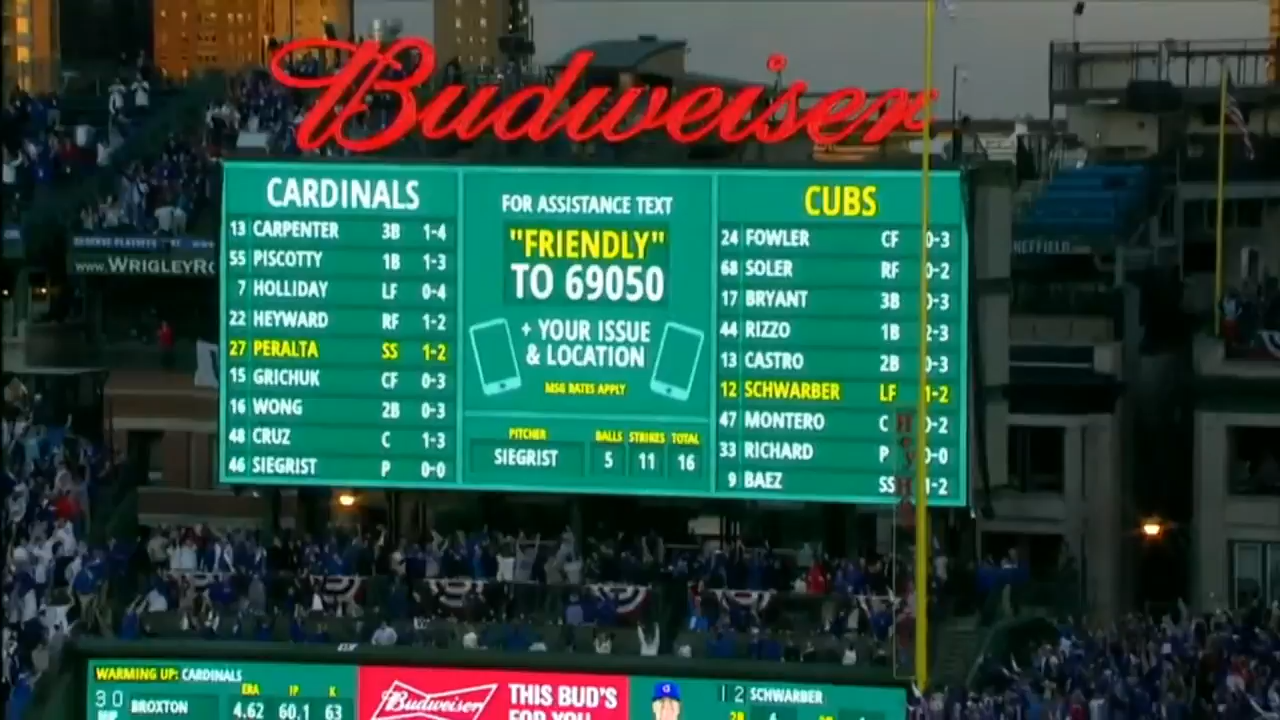 Budweiser
CARDINALS
13 CARPENTER 3B 1-4
55 PISCOTTY 1B 1-3
7 HOLLIDAY LF 0-4
22 HEYWARD RF 1-2
27 PERALTA SS 1-2
15 GRICHUK CF 0-3
16 WONG 2B 0-3
48 CRUZ C 1-3
46 SIEGRIST P 0-0
FOR ASSISTANCE TEXT
"FRIENDLY"
TO 69050
+ YOUR ISSUE
& LOCATION
MSG RATES APPLY
PITCHER BALLS STRIKES TOTAL
SIEGRIST 5 11 16
CUBS
24 FOWLER CF 0-3
68 SOLER RF 0-2
17 BRYANT 3B 0-3
44 RIZZO 1B 2-3
13 CASTRO 2B 0-3
12 SCHWARBER LF 1-2
47 MONTERO C 0-2
33 RICHARD P 0-0
9 BAEZ SS 1-2
www.WRIGLEYRO
SHEFFIELD
WARMING UP: CARDINALS
ERA IP K
30 BROXTON 4.62 60.1 63
Budweiser
THIS BUD'S
FOR YOU
12 SCHWARBER